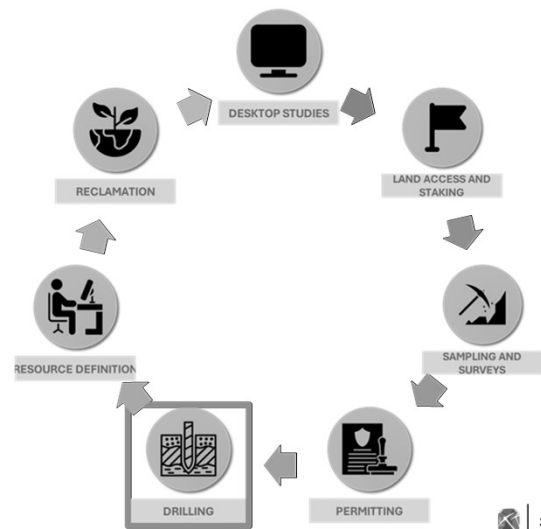 DESKTOP STUDIES
LAND ACCESS AND
STAKING
SAMPLING AND
SURVEYS
PERMITTING
DRILLING
RESOURCE DEFINITION
RECLAMATION